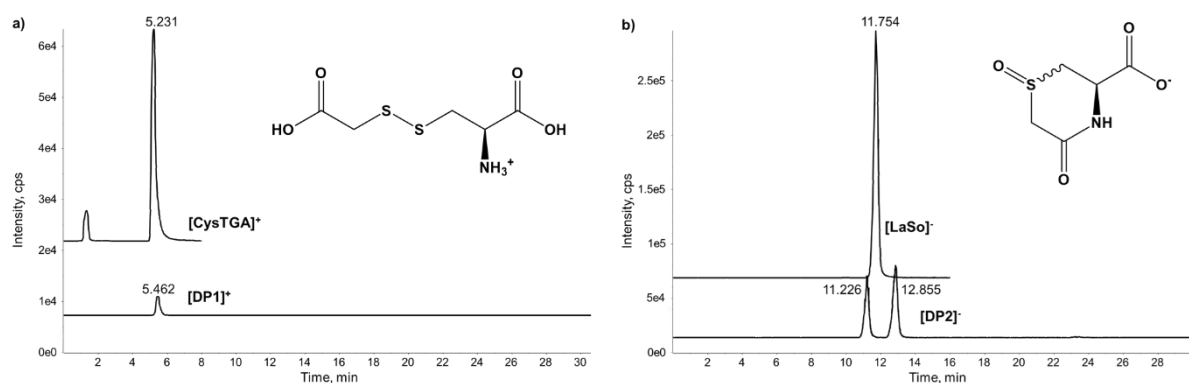 a)
5.231
6e4
5e4
4e4
3e4
2e4
1e4
0e0
Intensity, cps
O
HO
S
S
O
OH
NH₃⁺
[CysTGA]⁺
5.462
[DP1]⁺
2 4 6 8 10 12 14 16 18 20 22 24 26 28 30
Time, min
b)
11.754
2.5e5
2e5
1.5e5
1e5
5e4
0e0
Intensity, cps
O
O
S
O⁻
NH
O
[LaSo]⁻
11.226
12.855
[DP2]⁻
2 4 6 8 10 12 14 16 18 20 22 24 26 28
Time, min